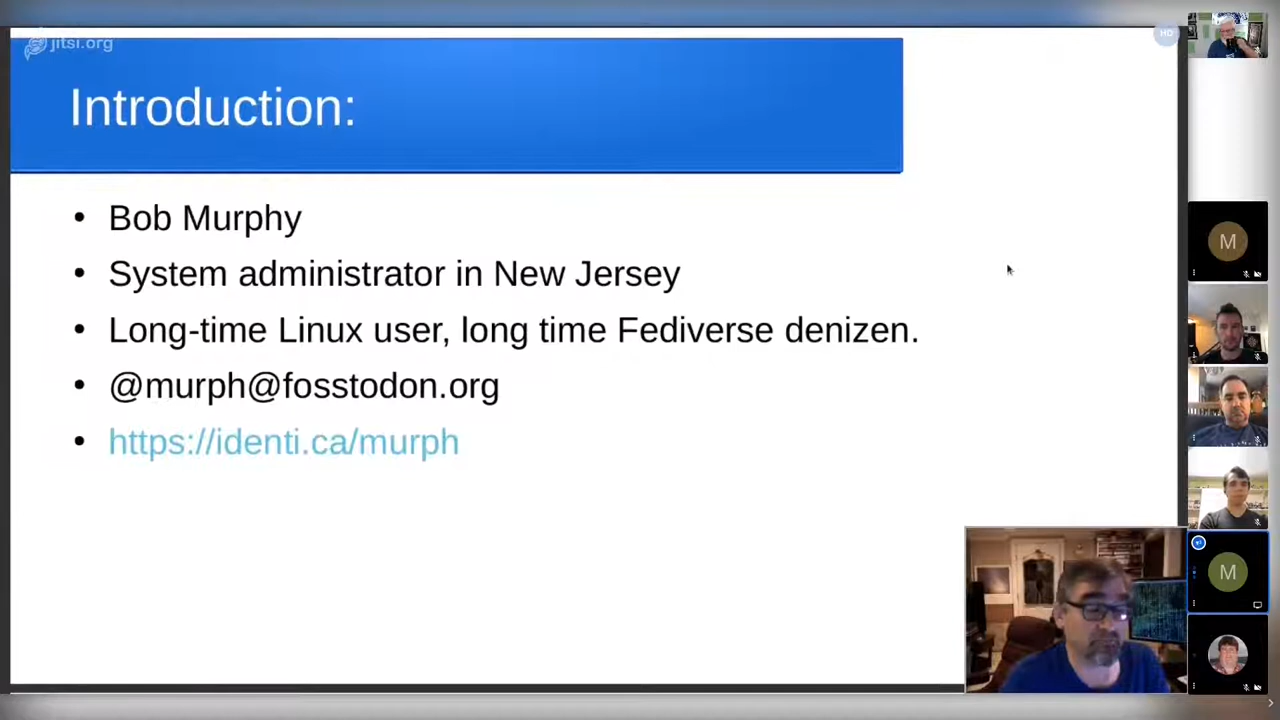 jitsi.org
HD
Introduction:
• Bob Murphy
• System administrator in New Jersey
• Long-time Linux user, long time Fediverse denizen.
• @murph@fosstodon.org
• https://identi.ca/murph
M
M